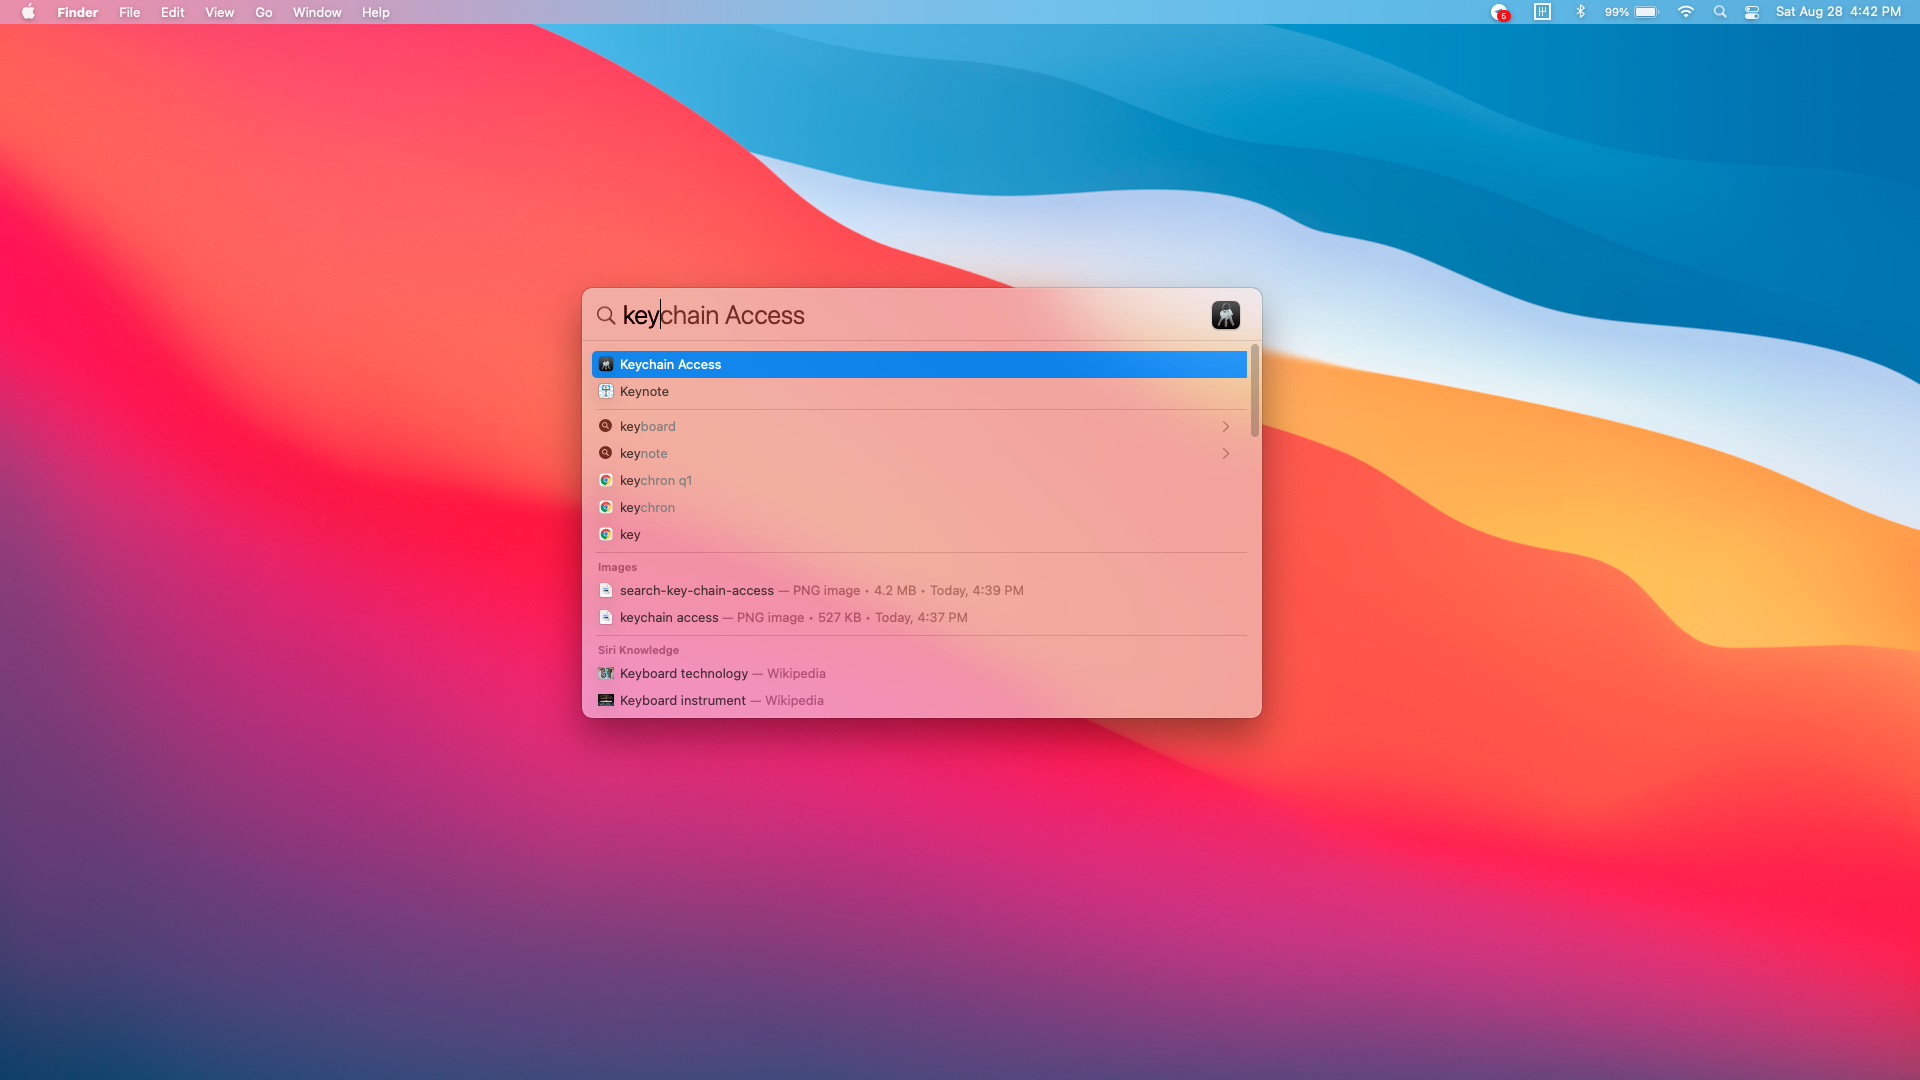 Finder File Edit View Go Window Help 5 99% Sat Aug 28 4:42 PM
keychain Access
Keychain Access
Keynote
keyboard
keynote
keychron q1
keychron
key
Images
search-key-chain-access — PNG image • 4.2 MB • Today, 4:39 PM
keychain access — PNG image • 527 KB • Today, 4:37 PM
Siri Knowledge
Keyboard technology — Wikipedia
Keyboard instrument — Wikipedia